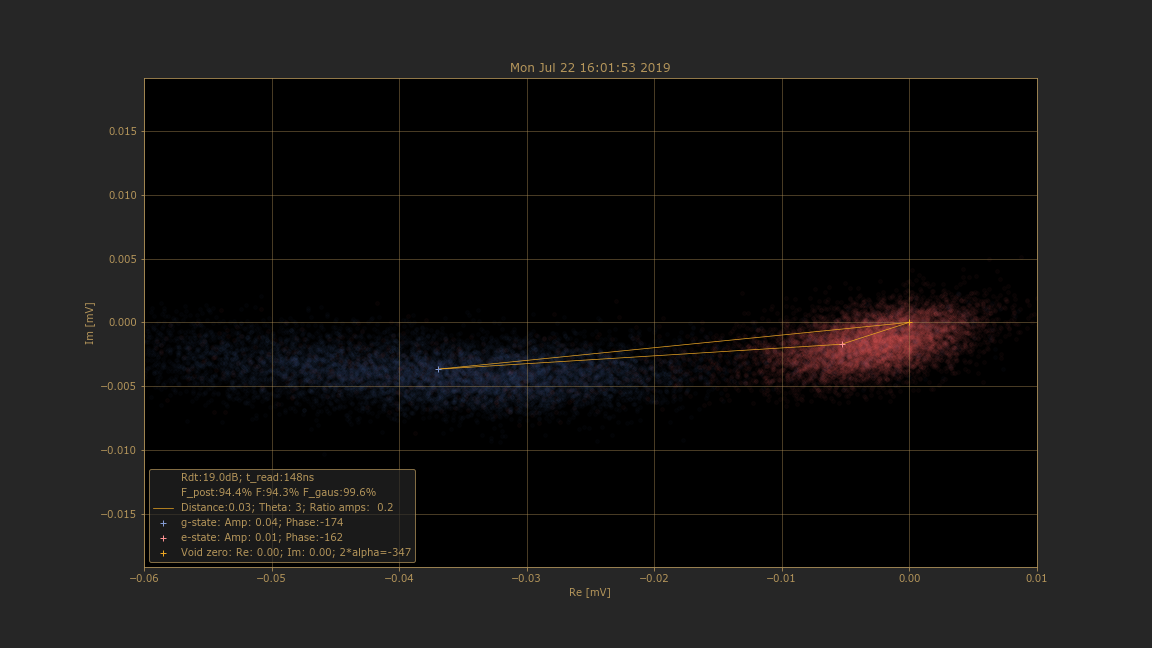 Mon Jul 22 16:01:53 2019
0.015
0.010
0.005
0.000
−0.005
−0.010
−0.015
Im [mV]
Rdt:19.0dB; t_read:148ns
F_post:94.4% F:94.3% F_gaus:99.6%
Distance:0.03; Theta: 3; Ratio amps:  0.2
g-state: Amp: 0.04; Phase:-174
e-state: Amp: 0.01; Phase:-162
Void zero: Re: 0.00; Im: 0.00; 2*alpha=-347
−0.06 −0.05 −0.04 −0.03 −0.02 −0.01 0.00 0.01
Re [mV]